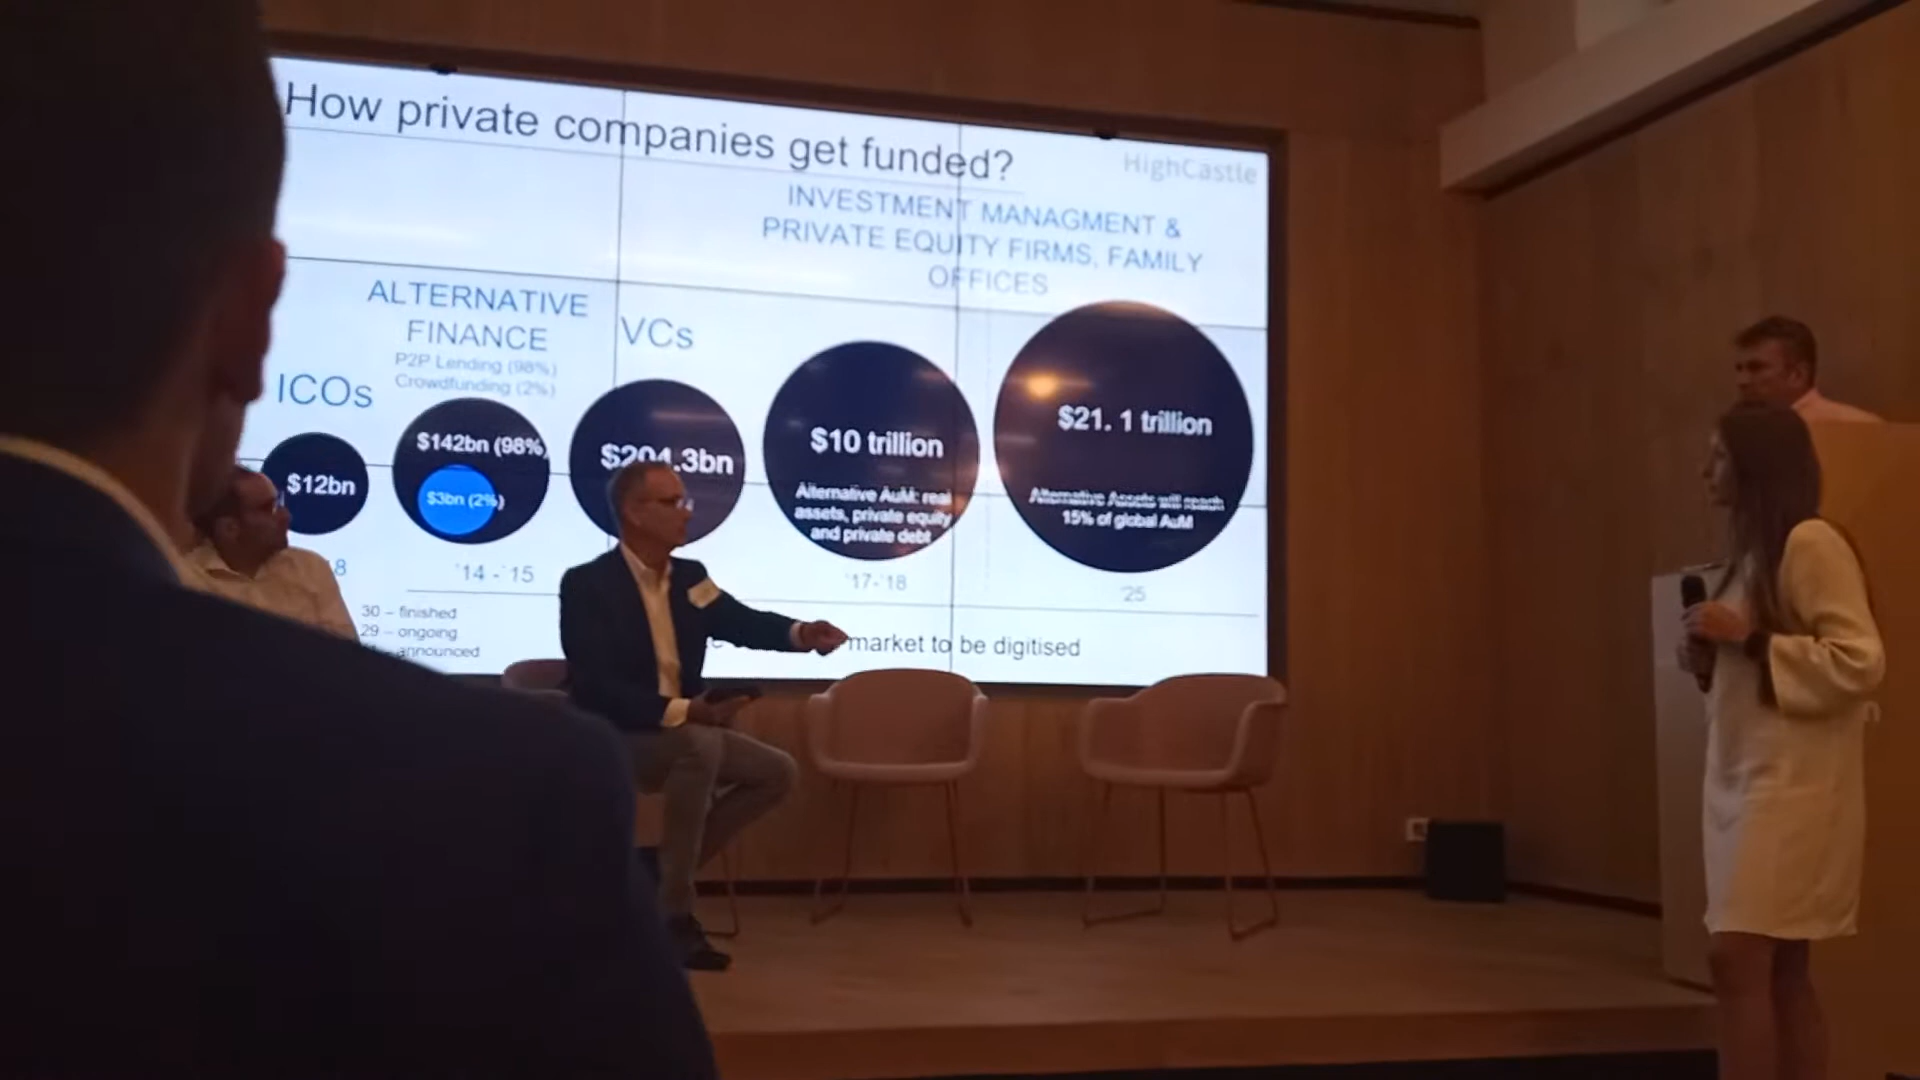 How private companies get funded?
HighCastle
INVESTMENT MANAGMENT &
PRIVATE EQUITY FIRMS, FAMILY
OFFICES
ALTERNATIVE
FINANCE
P2P Lending (98%)
Crowdfunding (2%)
VCs
ICOs
$12bn
$142bn (98%)
$3bn (2%)
$204.3bn
$10 trillion
Alternative AuM: real
assets, private equity
and private debt
$21. 1 trillion
Alternative Assets will reach
15% of global AuM
8
'14 -'15
'17-'18
'25
30 – finished
29 – ongoing
announced
market to be digitised